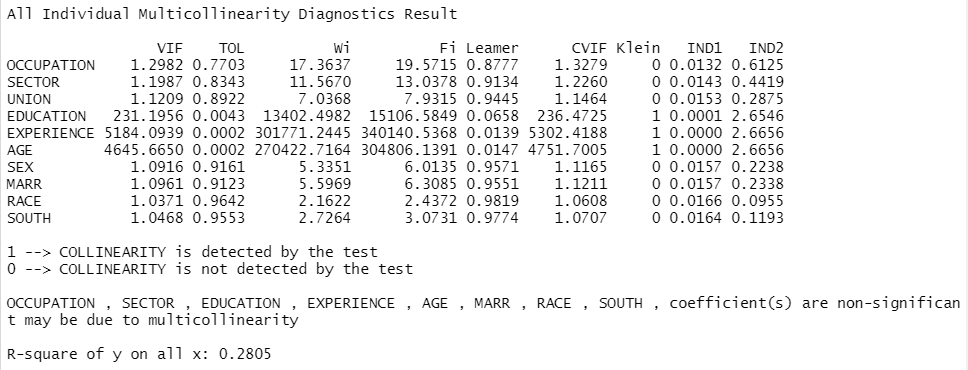 All Individual Multicollinearity Diagnostics Result
VIF TOL Wi Fi Leamer CVIF Klein IND1 IND2
OCCUPATION 1.2982 0.7703 17.3637 19.5715 0.8777 1.3279 0 0.0132 0.6125
SECTOR 1.1987 0.8343 11.5670 13.0378 0.9134 1.2260 0 0.0143 0.4419
UNION 1.1209 0.8922 7.0368 7.9315 0.9445 1.1464 0 0.0153 0.2875
EDUCATION 231.1956 0.0043 13402.4982 15106.5849 0.0658 236.4725 1 0.0001 2.6546
EXPERIENCE 5184.0939 0.0002 301771.2445 340140.5368 0.0139 5302.4188 1 0.0000 2.6656
AGE 4645.6650 0.0002 270422.7164 304806.1391 0.0147 4751.7005 1 0.0000 2.6656
SEX 1.0916 0.9161 5.3351 6.0135 0.9571 1.1165 0 0.0157 0.2238
MARR 1.0961 0.9123 5.5969 6.3085 0.9551 1.1211 0 0.0157 0.2338
RACE 1.0371 0.9642 2.1622 2.4372 0.9819 1.0608 0 0.0166 0.0955
SOUTH 1.0468 0.9553 2.7264 3.0731 0.9774 1.0707 0 0.0164 0.1193
1 --> COLLINEARITY is detected by the test
0 --> COLLINEARITY is not detected by the test
OCCUPATION , SECTOR , EDUCATION , EXPERIENCE , AGE , MARR , RACE , SOUTH , coefficient(s) are non-significan
t may be due to multicollinearity
R-square of y on all x: 0.2805